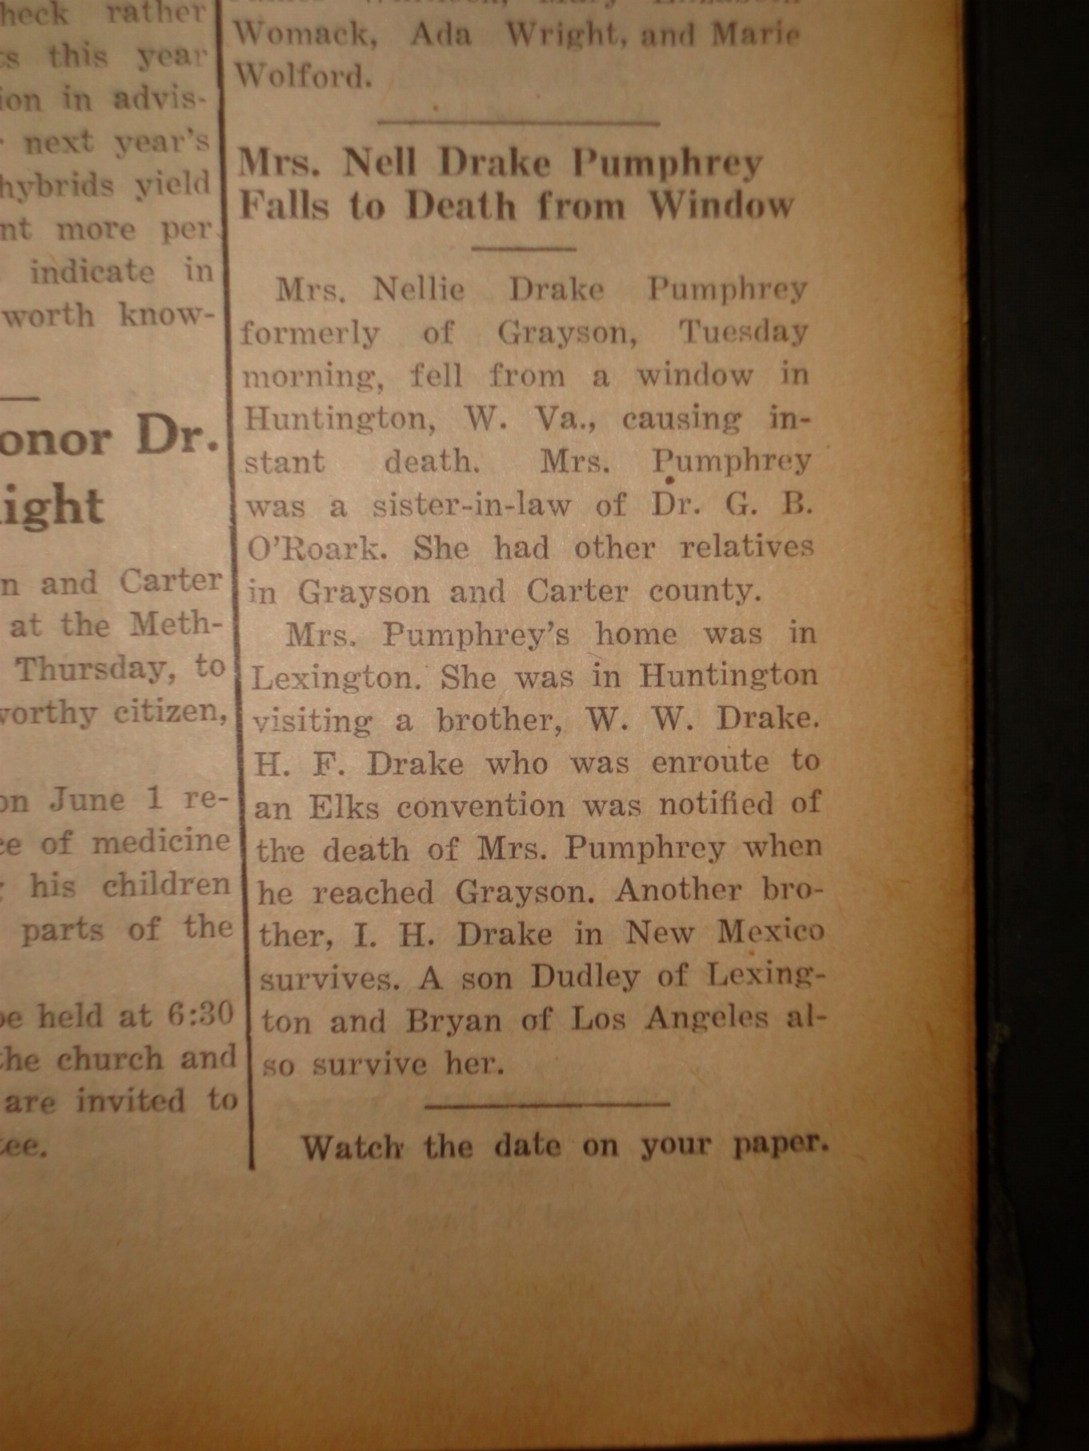 heck rather
s this year
ion in advis-
next year's
hybrids yield
nt more per
indicate in
worth know-
onor Dr.
ight
n and Carter
at the Meth-
Thursday, to
worthy citizen,
on June 1 re-
ce of medicine
his children
parts of the
be held at 6:30
the church and
are invited to
tee.
Womack, Ada Wright, and Marie
Wolford.
Mrs. Nell Drake Pumphrey
Falls to Death from Window
Mrs. Nellie Drake Pumphrey
formerly of Grayson, Tuesday
morning, fell from a window in
Huntington, W. Va., causing in-
stant death. Mrs. Pumphrey
was a sister-in-law of Dr. G. B.
O'Roark. She had other relatives
in Grayson and Carter county.
Mrs. Pumphrey's home was in
Lexington. She was in Huntington
visiting a brother, W. W. Drake.
H. F. Drake who was enroute to
an Elks convention was notified of
the death of Mrs. Pumphrey when
he reached Grayson. Another bro-
ther, I. H. Drake in New Mexico
survives. A son Dudley of Lexing-
ton and Bryan of Los Angeles al-
so survive her.
Watch the date on your paper.